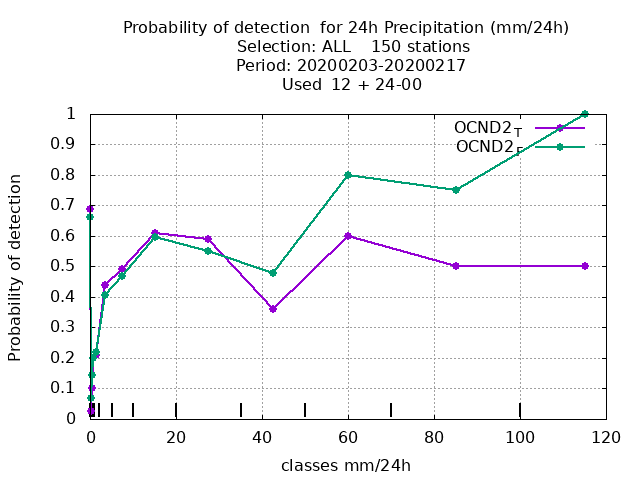 Probability of detection  for 24h Precipitation (mm/24h)
Selection: ALL    150 stations
Period: 20200203-20200217
Used  12 + 24-00
Probability of detection
1
0.9
0.8
0.7
0.6
0.5
0.4
0.3
0.2
0.1
0
OCND2T
OCND2F
0 20 40 60 80 100 120
classes mm/24h